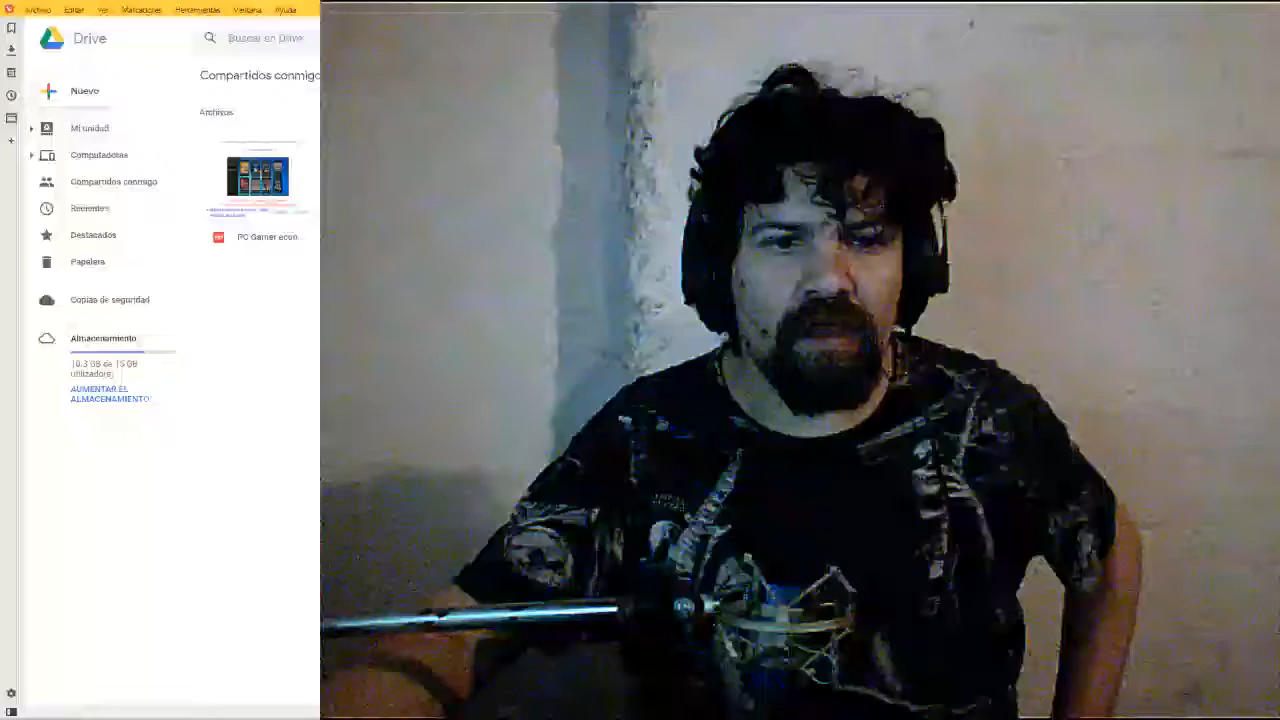 Archivo Editar Ver Marcadores Herramientas Ventana Ayuda
Drive
Buscar en Drive
Nuevo
Compartidos conmigo
Archivos
Mi unidad
Computadoras
Compartidos conmigo
Recientes
Destacados
Papelera
PC Gamer econ...
Copias de seguridad
Almacenamiento
10.3 GB de 15 GB
utilizado
AUMENTAR EL
ALMACENAMIENTO